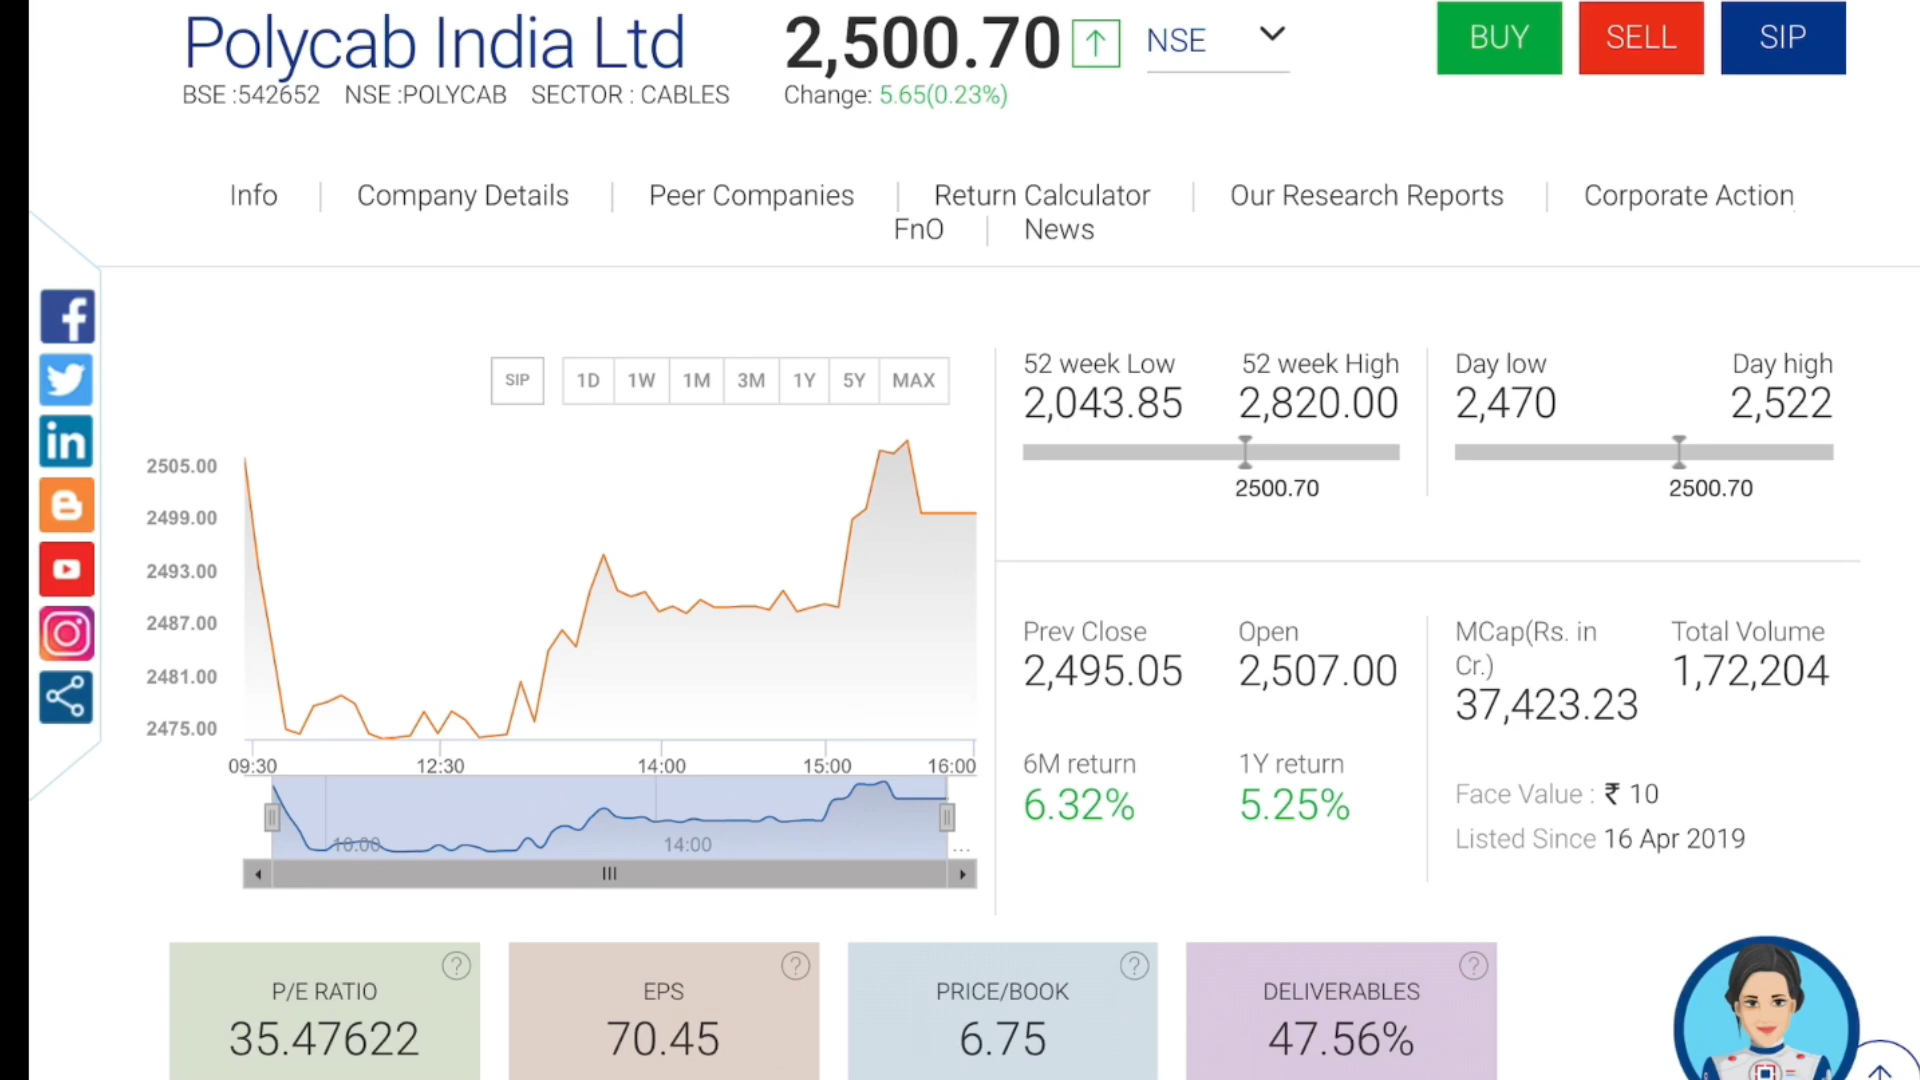 Polycab India Ltd
2,500.70
NSE
BUY
SELL
SIP
BSE :542652 NSE :POLYCAB SECTOR : CABLES
Change: 5.65(0.23%)
Info
Company Details
Peer Companies
Return Calculator
Our Research Reports
Corporate Action
FnO
News
SIP
1D
1W
1M
3M
1Y
5Y
MAX
2505.00
2499.00
2493.00
2487.00
2481.00
2475.00
09:30
12:30
14:00
15:00
16:00
10:00
14:00
...
52 week Low
2,043.85
52 week High
2,820.00
2500.70
Day low
2,470
Day high
2,522
2500.70
Prev Close
2,495.05
Open
2,507.00
MCap(Rs. in
Cr.)
37,423.23
Total Volume
1,72,204
6M return
6.32%
1Y return
5.25%
Face Value : ₹ 10
Listed Since 16 Apr 2019
P/E RATIO
35.47622
EPS
70.45
PRICE/BOOK
6.75
DELIVERABLES
47.56%